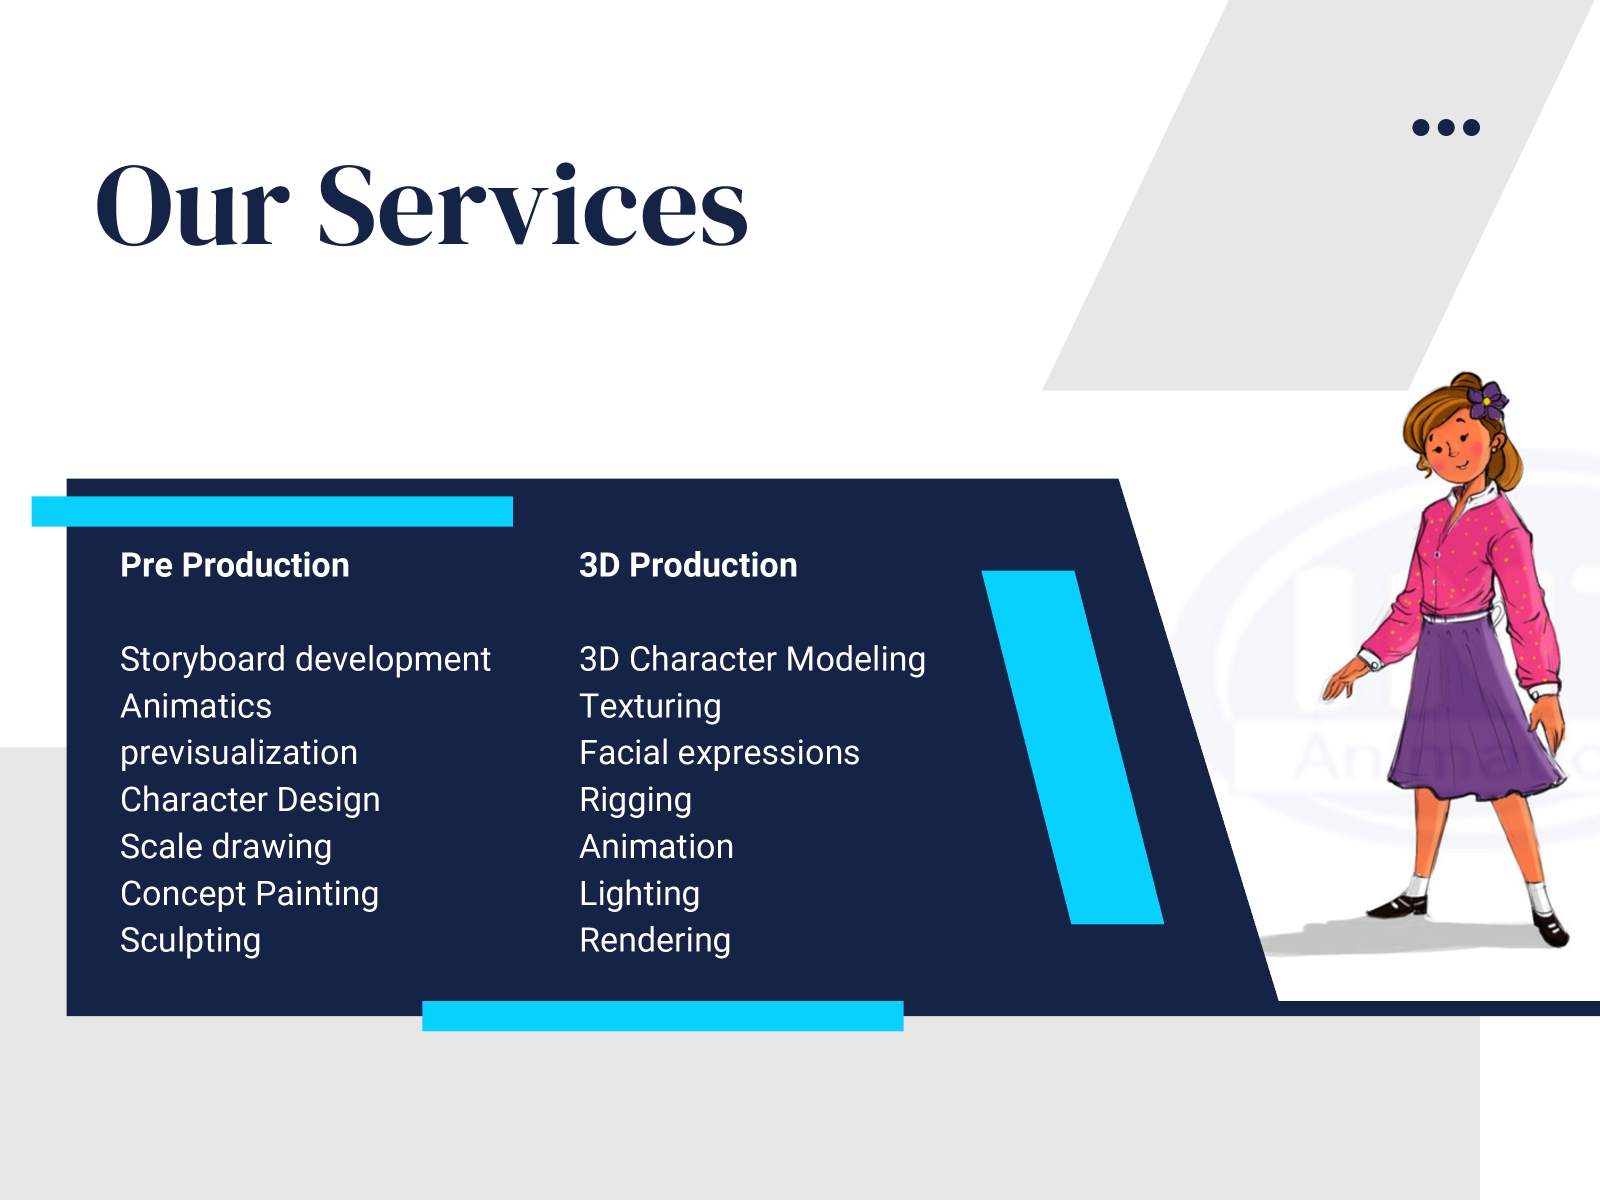 Our Services
Pre Production
Storyboard development
Animatics
previsualization
Character Design
Scale drawing
Concept Painting
Sculpting
3D Production
3D Character Modeling
Texturing
Facial expressions
Rigging
Animation
Lighting
Rendering